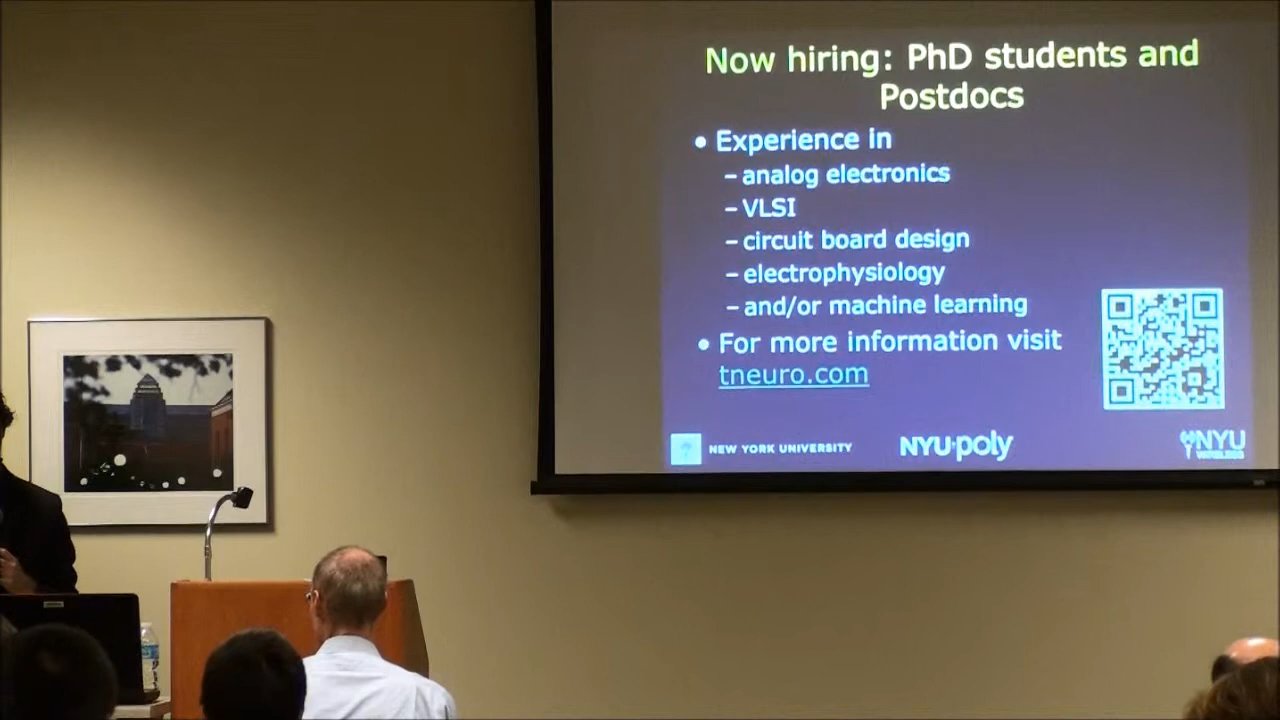 Now hiring: PhD students and
Postdocs
• Experience in
– analog electronics
– VLSI
– circuit board design
– electrophysiology
– and/or machine learning
• For more information visit
tneuro.com
NEW YORK UNIVERSITY
NYU·poly
NYU
WIRELESS